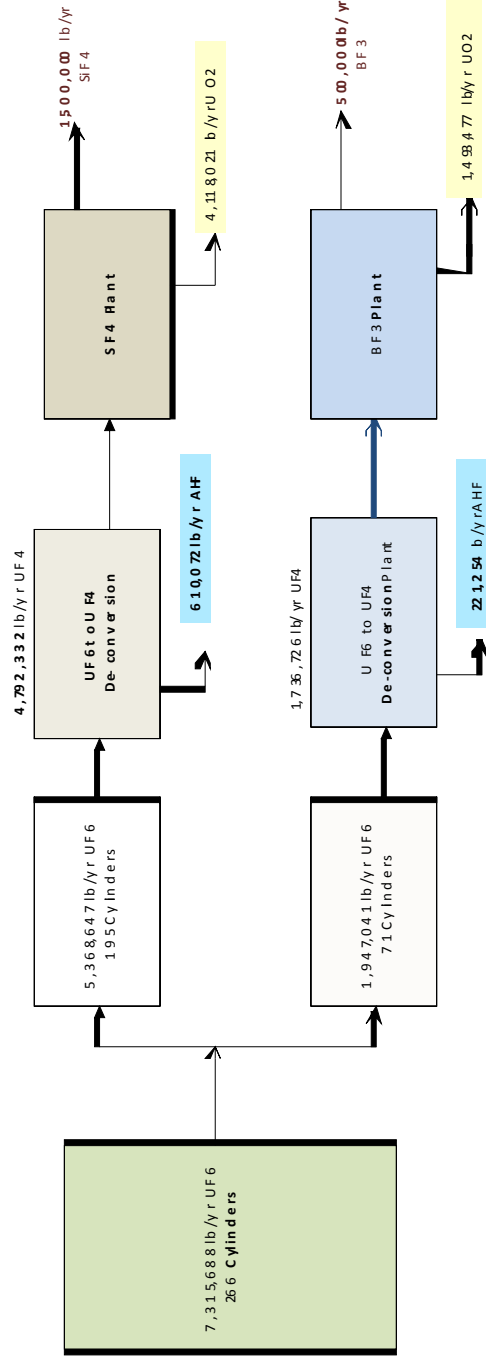 7,315,688 lb/yr UF6
266 Cylinders
5,368,647 lb/yr UF6
195 Cylinders
4,792,332 lb/yr UF4
UF6 to UF4
De-conversion
610,072 lb/yr AHF
SF4 Plant
1,500,000 lb/yr
SiF4
4,118,021 b/yr UO2
1,947,041 lb/yr UF6
71 Cylinders
1,736,726 lb/yr UF4
UF6 to UF4
De-conversion Plant
221,254 b/yr AHF
BF3 Plant
500,000 lb/yr
BF3
1,493,477 lb/yr UO2